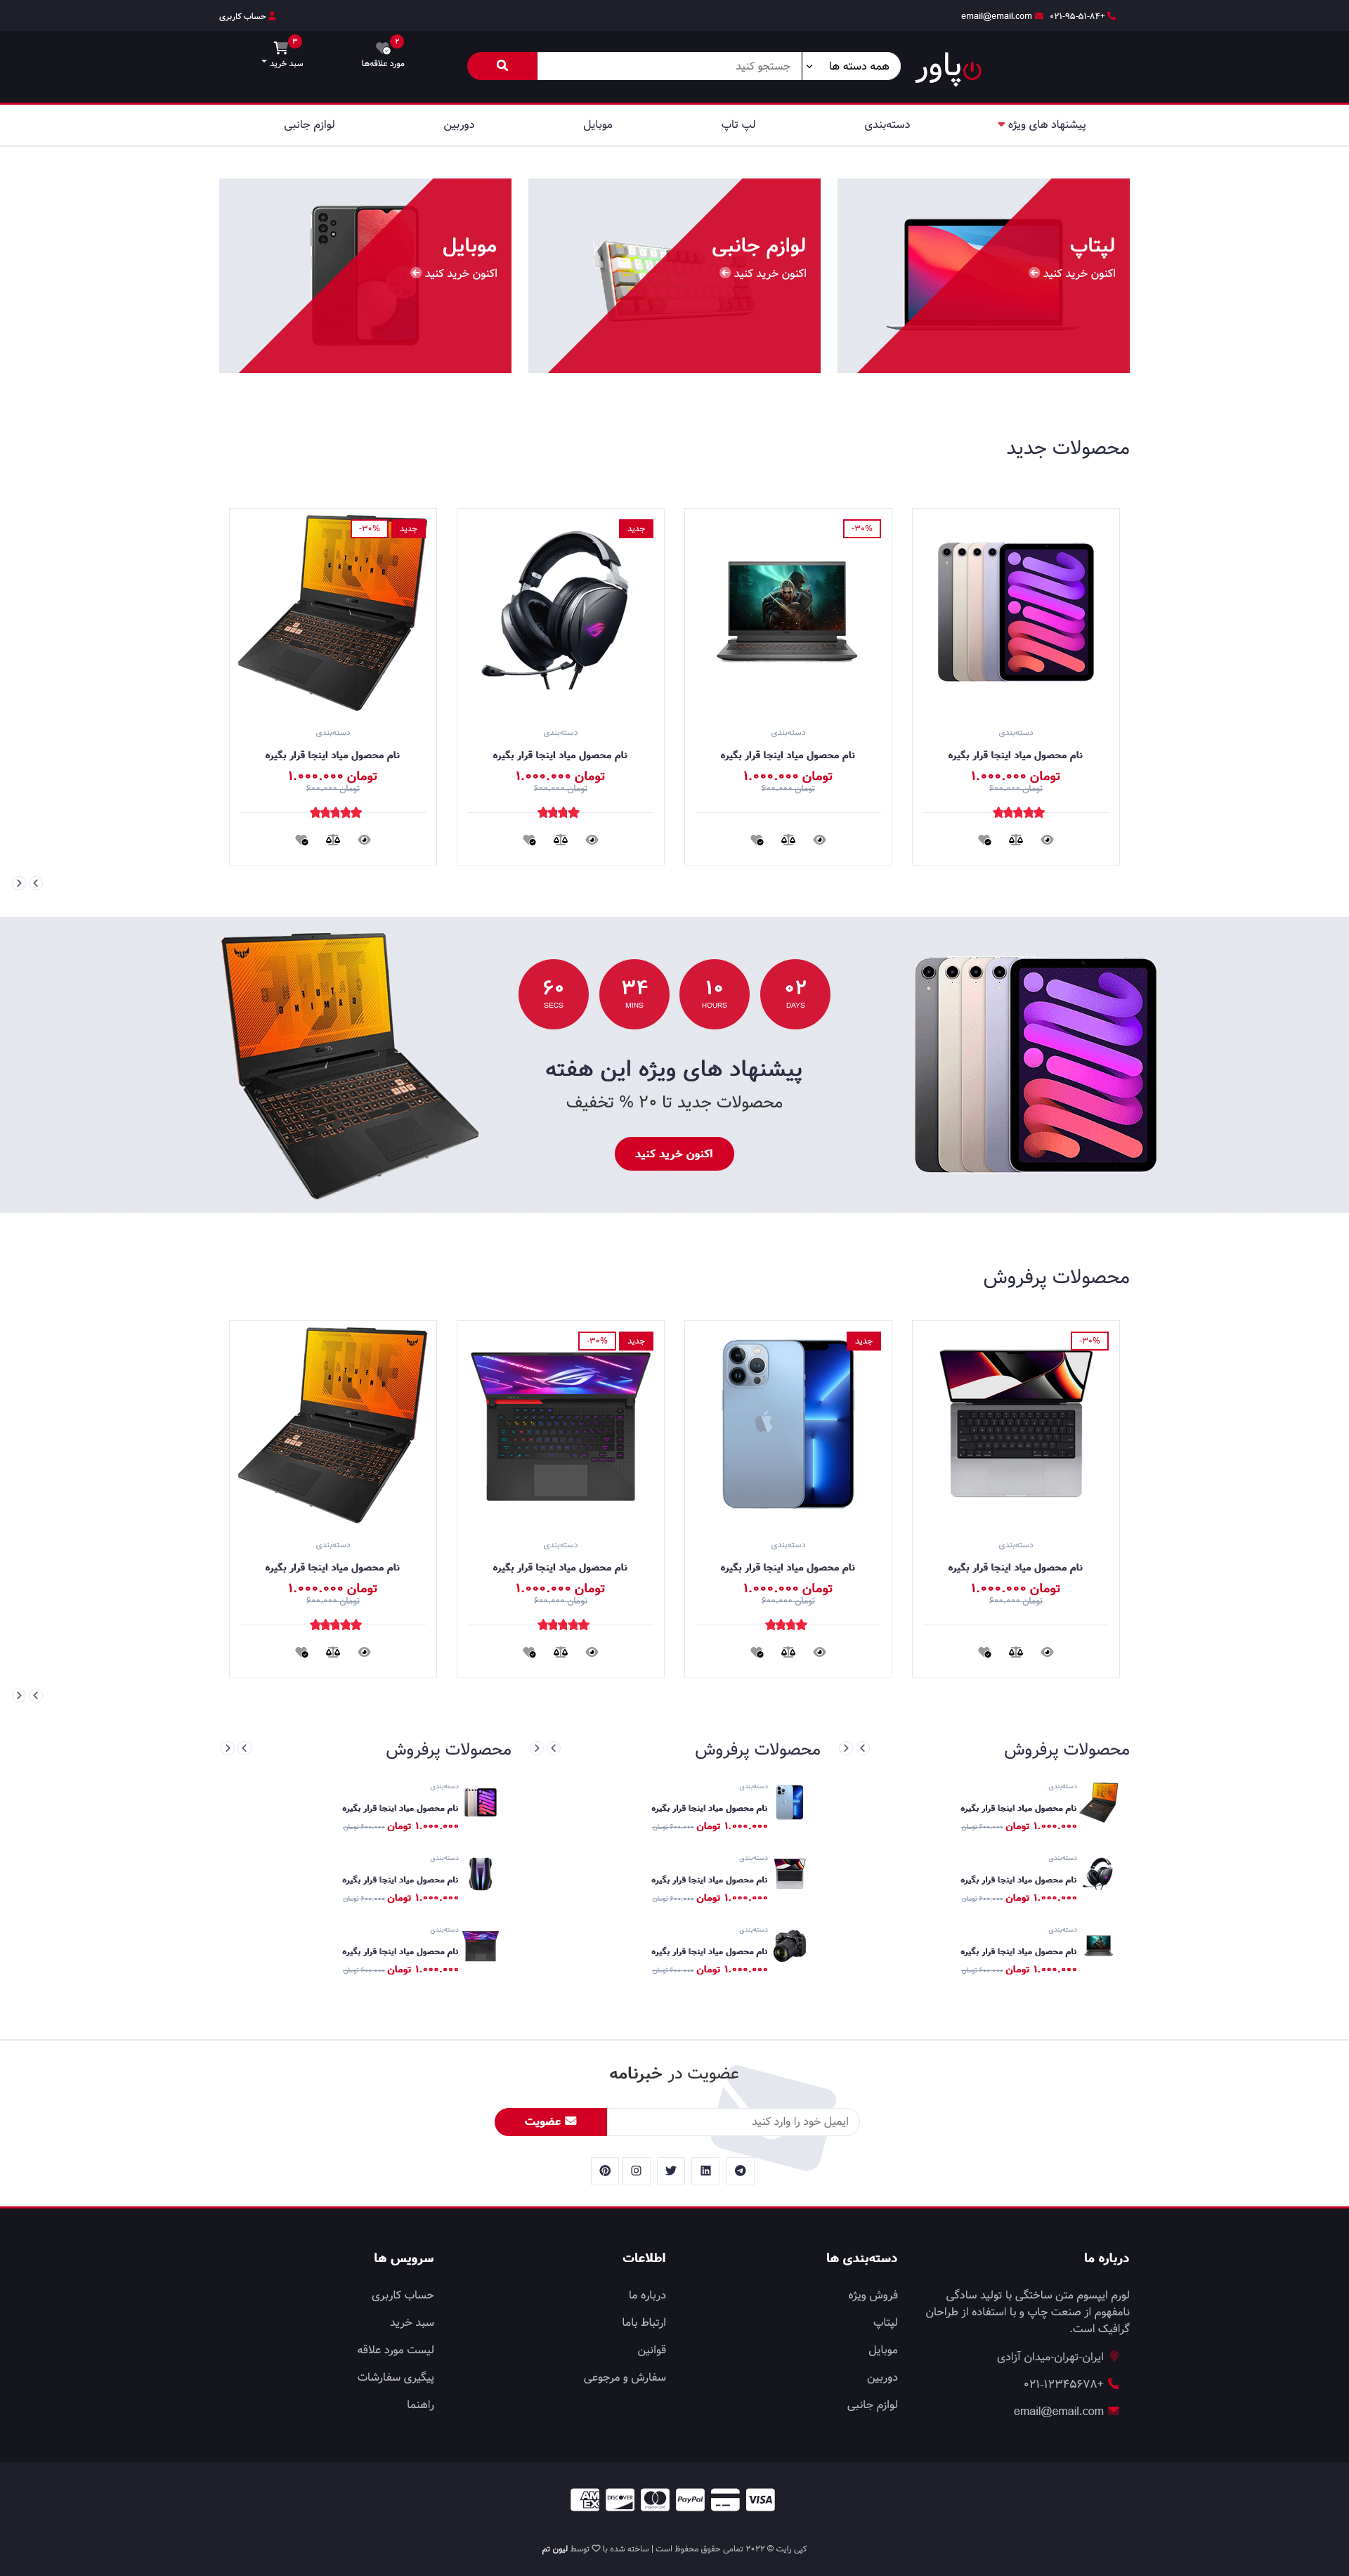 +۰۲۱-۹۵-۵۱-۸۴
email@email.com
حساب کاربری
پاور
همه دسته ها
جستجو کنید
۲
مورد علاقه‌ها
۳
سبد خرید
پیشنهاد های ویژه
دسته‌بندی
لپ تاپ
موبایل
دوربین
لوازم جانبی
لپتاپ
اکنون خرید کنید
لوازم جانبی
اکنون خرید کنید
موبایل
اکنون خرید کنید
محصولات جدید
دسته‌بندی
نام محصول میاد اینجا قرار بگیره
تومان ۱.۰۰۰.۰۰۰
تومان ۶۰۰,۰۰۰
-۳۰%
دسته‌بندی
نام محصول میاد اینجا قرار بگیره
تومان ۱.۰۰۰.۰۰۰
تومان ۶۰۰,۰۰۰
جدید
دسته‌بندی
نام محصول میاد اینجا قرار بگیره
تومان ۱.۰۰۰.۰۰۰
تومان ۶۰۰,۰۰۰
جدید
-۳۰%
دسته‌بندی
نام محصول میاد اینجا قرار بگیره
تومان ۱.۰۰۰.۰۰۰
تومان ۶۰۰,۰۰۰
۰۲
DAYS
۱۰
HOURS
۳۴
MINS
۶۰
SECS
پیشنهاد های ویژه این هفته
محصولات جدید تا ۲۰ % تخفیف
اکنون خرید کنید
محصولات پرفروش
-۳۰%
دسته‌بندی
نام محصول میاد اینجا قرار بگیره
تومان ۱.۰۰۰.۰۰۰
تومان ۶۰۰,۰۰۰
جدید
دسته‌بندی
نام محصول میاد اینجا قرار بگیره
تومان ۱.۰۰۰.۰۰۰
تومان ۶۰۰,۰۰۰
جدید
-۳۰%
دسته‌بندی
نام محصول میاد اینجا قرار بگیره
تومان ۱.۰۰۰.۰۰۰
تومان ۶۰۰,۰۰۰
دسته‌بندی
نام محصول میاد اینجا قرار بگیره
تومان ۱.۰۰۰.۰۰۰
تومان ۶۰۰,۰۰۰
محصولات پرفروش
دسته‌بندی
نام محصول میاد اینجا قرار بگیره
۱.۰۰۰.۰۰۰ تومان ۶۰۰.۰۰۰ تومان
دسته‌بندی
نام محصول میاد اینجا قرار بگیره
۱.۰۰۰.۰۰۰ تومان ۶۰۰.۰۰۰ تومان
دسته‌بندی
نام محصول میاد اینجا قرار بگیره
۱.۰۰۰.۰۰۰ تومان ۶۰۰.۰۰۰ تومان
محصولات پرفروش
دسته‌بندی
نام محصول میاد اینجا قرار بگیره
۱.۰۰۰.۰۰۰ تومان ۶۰۰.۰۰۰ تومان
دسته‌بندی
نام محصول میاد اینجا قرار بگیره
۱.۰۰۰.۰۰۰ تومان ۶۰۰.۰۰۰ تومان
دسته‌بندی
نام محصول میاد اینجا قرار بگیره
۱.۰۰۰.۰۰۰ تومان ۶۰۰.۰۰۰ تومان
محصولات پرفروش
دسته‌بندی
نام محصول میاد اینجا قرار بگیره
۱.۰۰۰.۰۰۰ تومان ۶۰۰.۰۰۰ تومان
دسته‌بندی
نام محصول میاد اینجا قرار بگیره
۱.۰۰۰.۰۰۰ تومان ۶۰۰.۰۰۰ تومان
دسته‌بندی
نام محصول میاد اینجا قرار بگیره
۱.۰۰۰.۰۰۰ تومان ۶۰۰.۰۰۰ تومان
عضویت در خبرنامه
ایمیل خود را وارد کنید
عضویت
درباره ما
لورم ایپسوم متن ساختگی با تولید سادگی
نامفهوم از صنعت چاپ و با استفاده از طراحان
گرافیک است.
ایران-تهران-میدان آزادی
+۰۲۱-۱۲۳۴۵۶۷۸
email@email.com
دسته‌بندی ها
فروش ویژه
لپتاپ
موبایل
دوربین
لوازم جانبی
اطلاعات
درباره ما
ارتباط باما
قوانین
سفارش و مرجوعی
سرویس ها
حساب کاربری
سبد خرید
لیست مورد علاقه
پیگیری سفارشات
راهنما
VISA
PayPal
DISCOVER
AM
EX
کپی رایت © ۲۰۲۲ تمامی حقوق محفوظ است | ساخته شده با توسط لیون تم